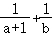 1/(a+1) + 1/b